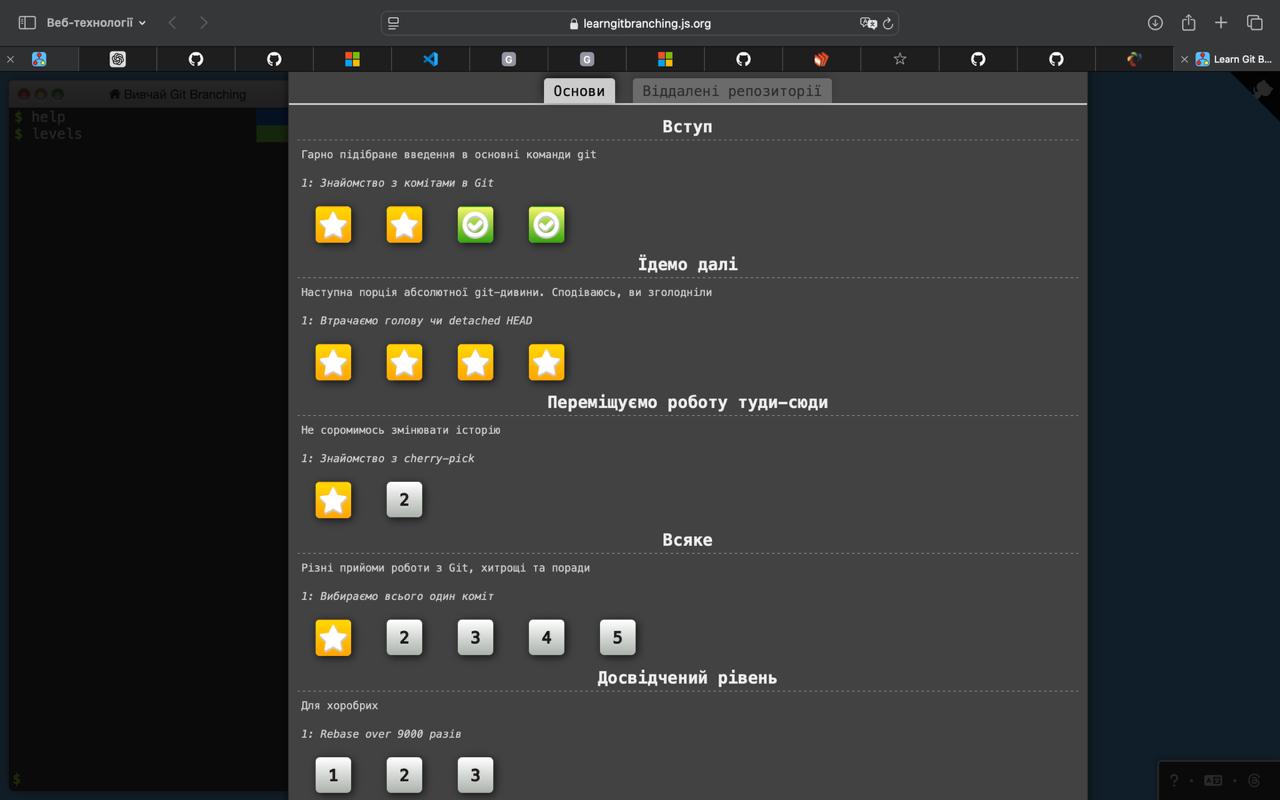 Веб-технології
learngitbranching.js.org
Learn Git B...
Вивчай Git Branching
$ help
$ levels
$
Основи
Віддалені репозиторії
Вступ
Гарно підібране введення в основні команди git
1: Знайомство з комітами в Git
Їдемо далі
Наступна порція абсолютної git-дивини. Сподіваюсь, ви зголодніли
1: Втрачаємо голову чи detached HEAD
Переміщуємо роботу туди-сюди
Не соромимось змінювати історію
1: Знайомство з cherry-pick
2
Всяке
Різні прийоми роботи з Git, хитрощі та поради
1: Вибираємо всього один коміт
2 3 4 5
Досвідчений рівень
Для хоробрих
1: Rebase over 9000 разів
1 2 3
?